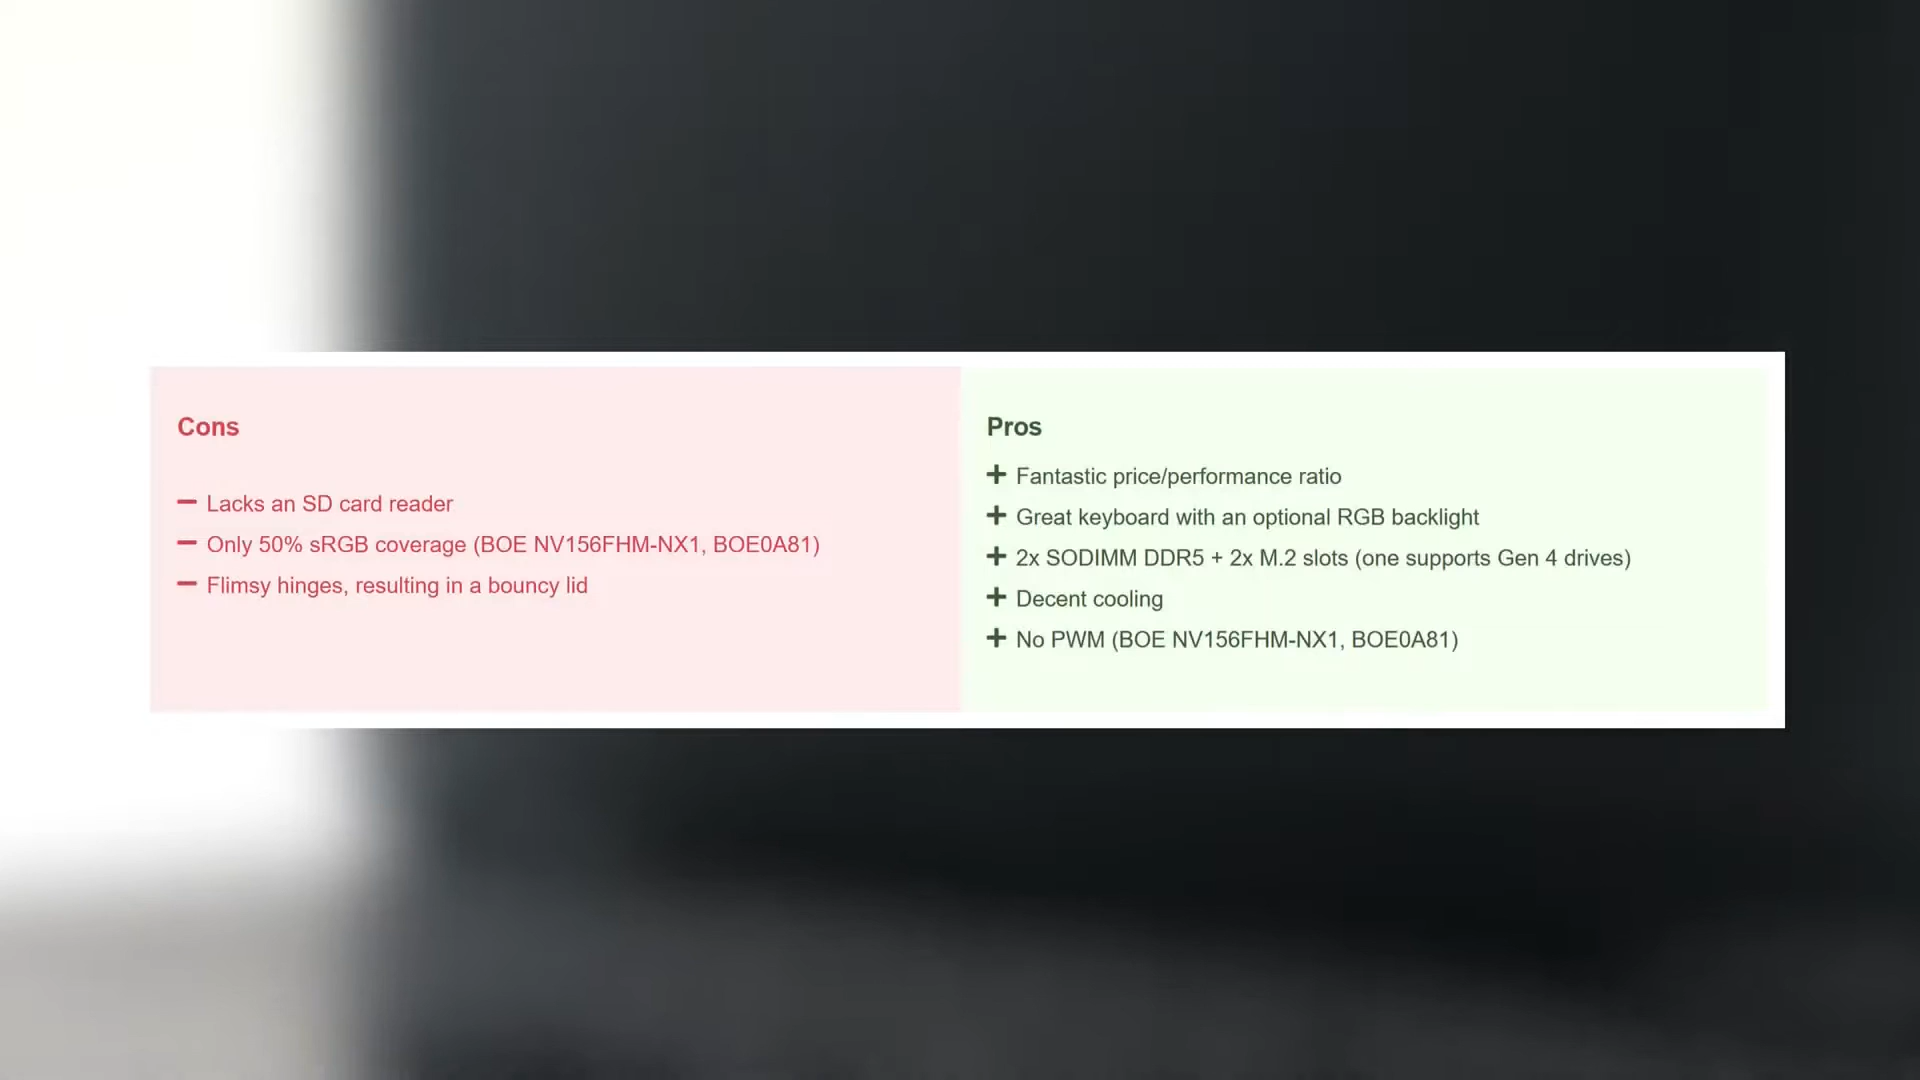 Cons
Lacks an SD card reader
Only 50% sRGB coverage (BOE NV156FHM-NX1, BOE0A81)
Flimsy hinges, resulting in a bouncy lid
Pros
Fantastic price/performance ratio
Great keyboard with an optional RGB backlight
2x SODIMM DDR5 + 2x M.2 slots (one supports Gen 4 drives)
Decent cooling
No PWM (BOE NV156FHM-NX1, BOE0A81)